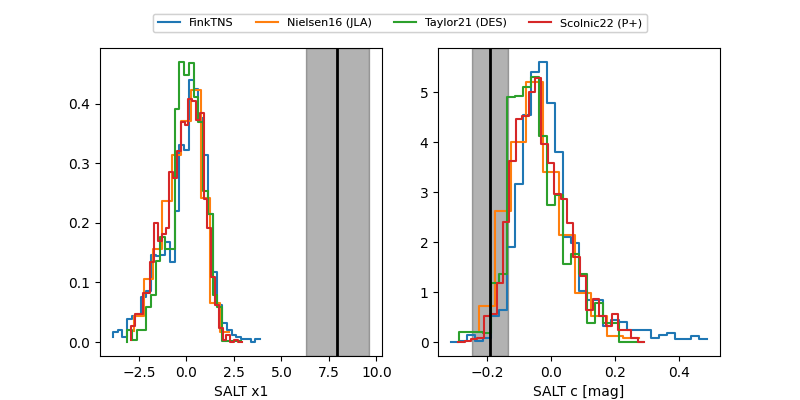 FinkTNS Nielsen16 (JLA) Taylor21 (DES) Scolnic22 (P+)
0.4
0.3
0.2
0.1
0.0
−2.5 0.0 2.5 5.0 7.5 10.0
SALT x1
5
4
3
2
1
0
−0.2 0.0 0.2 0.4
SALT c [mag]